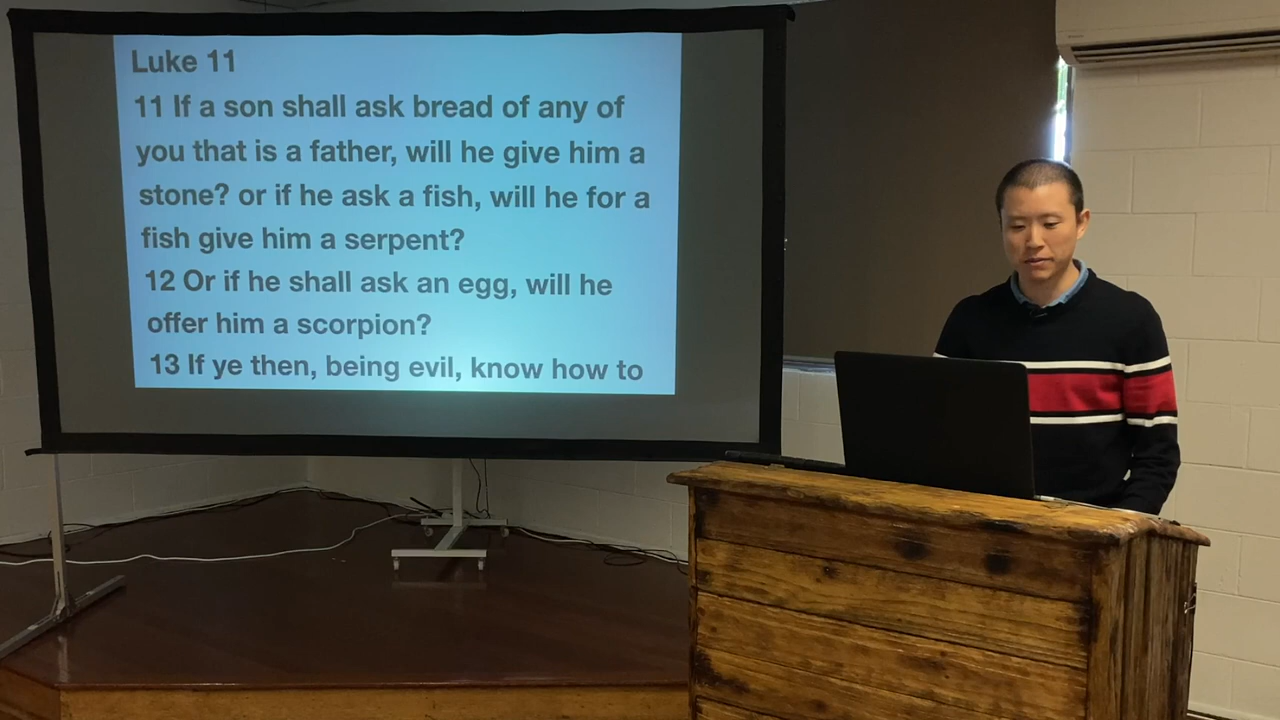 Luke 11
11 If a son shall ask bread of any of
you that is a father, will he give him a
stone? or if he ask a fish, will he for a
fish give him a serpent?
12 Or if he shall ask an egg, will he
offer him a scorpion?
13 If ye then, being evil, know how to